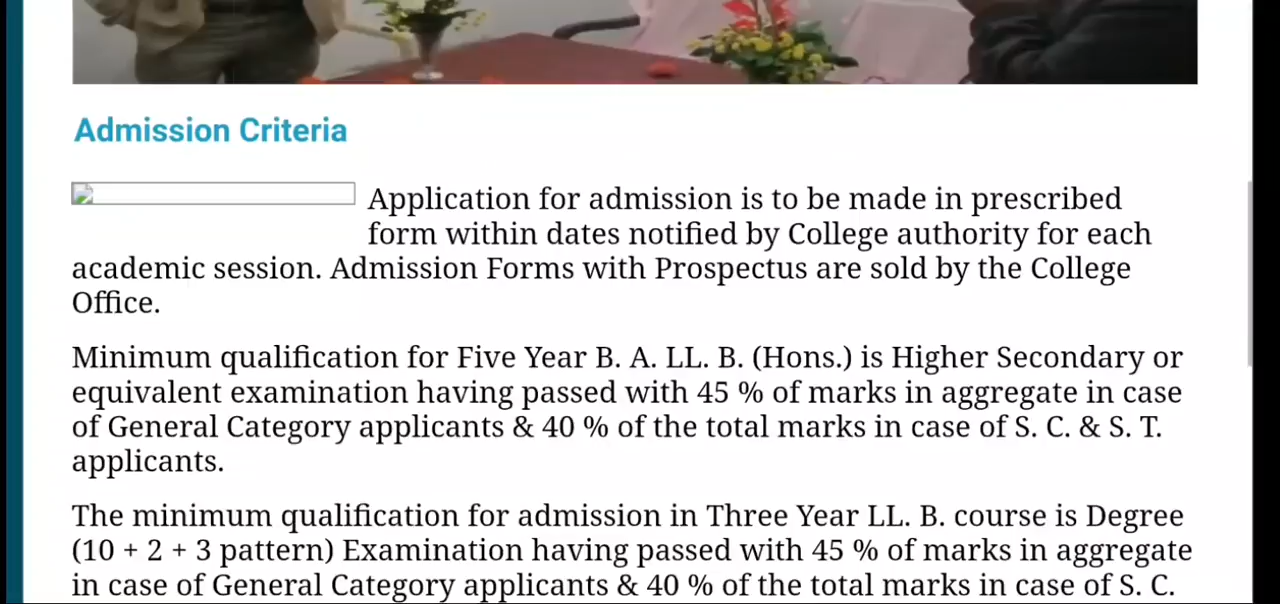 Admission Criteria
Application for admission is to be made in prescribed
form within dates notified by College authority for each
academic session. Admission Forms with Prospectus are sold by the College
Office.
Minimum qualification for Five Year B. A. LL. B. (Hons.) is Higher Secondary or
equivalent examination having passed with 45 % of marks in aggregate in case
of General Category applicants & 40 % of the total marks in case of S. C. & S. T.
applicants.
The minimum qualification for admission in Three Year LL. B. course is Degree
(10 + 2 + 3 pattern) Examination having passed with 45 % of marks in aggregate
in case of General Category applicants & 40 % of the total marks in case of S. C.